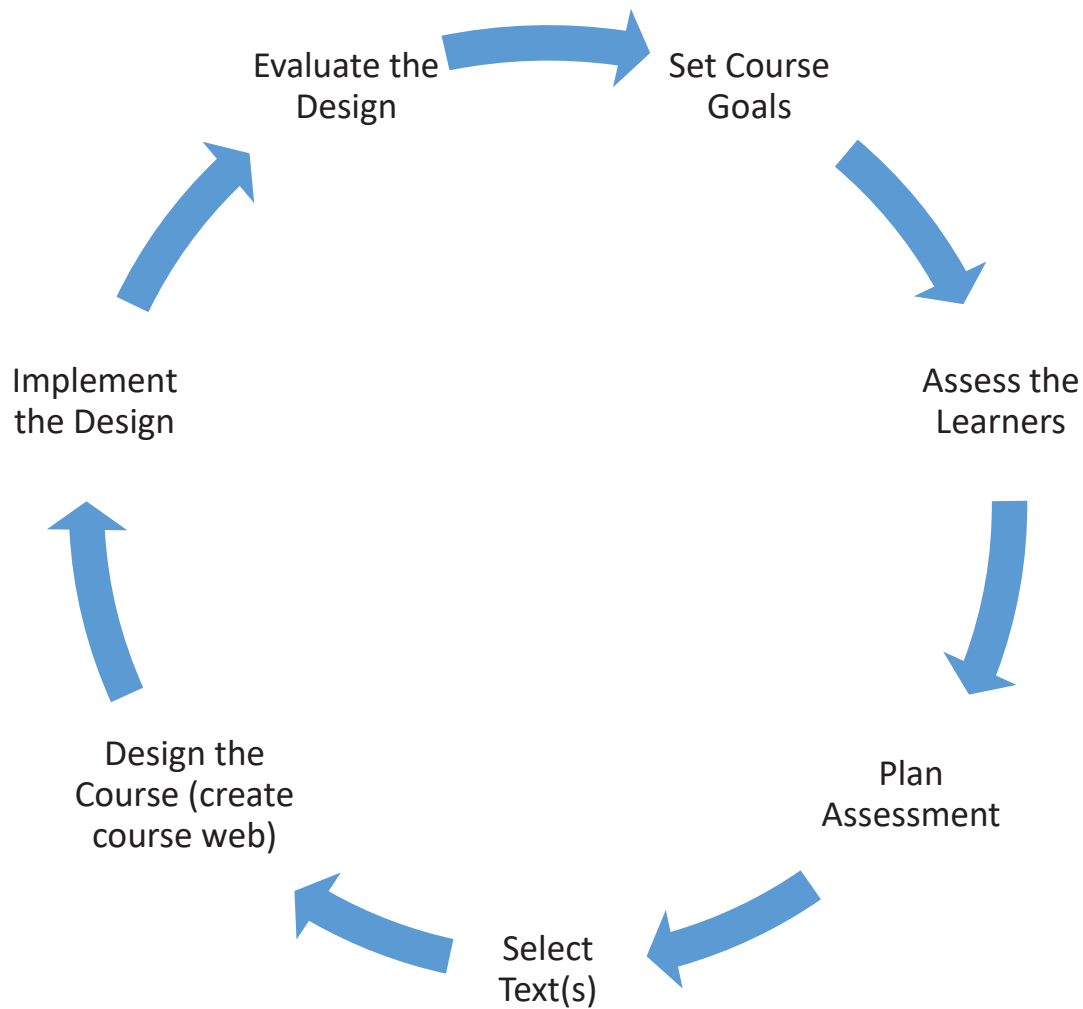 Evaluate the
Design
Set Course
Goals
Assess the
Learners
Plan
Assessment
Select
Text(s)
Design the
Course (create
course web)
Implement
the Design